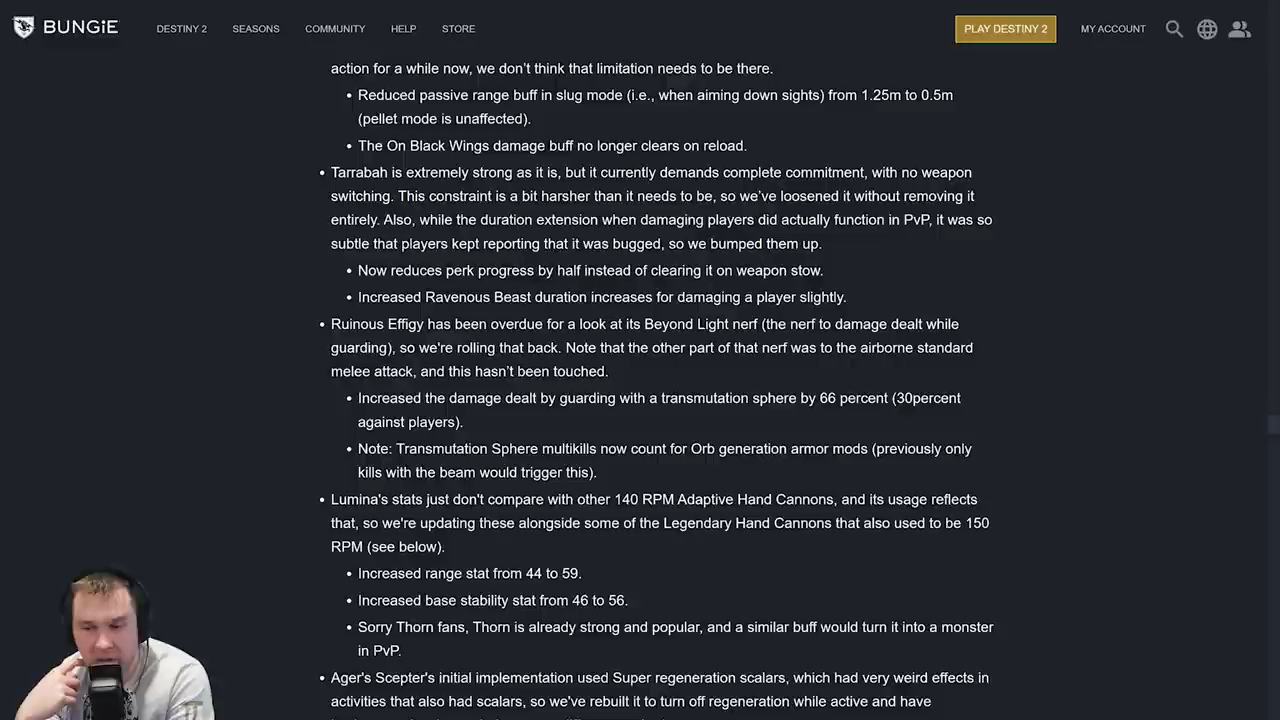 BUNGiE
DESTINY 2
SEASONS
COMMUNITY
HELP
STORE
PLAY DESTINY 2
MY ACCOUNT
action for a while now, we don’t think that limitation needs to be there.
• Reduced passive range buff in slug mode (i.e., when aiming down sights) from 1.25m to 0.5m
(pellet mode is unaffected).
• The On Black Wings damage buff no longer clears on reload.
• Tarrabah is extremely strong as it is, but it currently demands complete commitment, with no weapon
switching. This constraint is a bit harsher than it needs to be, so we’ve loosened it without removing it
entirely. Also, while the duration extension when damaging players did actually function in PvP, it was so
subtle that players kept reporting that it was bugged, so we bumped them up.
• Now reduces perk progress by half instead of clearing it on weapon stow.
• Increased Ravenous Beast duration increases for damaging a player slightly.
• Ruinous Effigy has been overdue for a look at its Beyond Light nerf (the nerf to damage dealt while
guarding), so we're rolling that back. Note that the other part of that nerf was to the airborne standard
melee attack, and this hasn’t been touched.
• Increased the damage dealt by guarding with a transmutation sphere by 66 percent (30percent
against players).
• Note: Transmutation Sphere multikills now count for Orb generation armor mods (previously only
kills with the beam would trigger this).
• Lumina's stats just don't compare with other 140 RPM Adaptive Hand Cannons, and its usage reflects
that, so we're updating these alongside some of the Legendary Hand Cannons that also used to be 150
RPM (see below).
• Increased range stat from 44 to 59.
• Increased base stability stat from 46 to 56.
• Sorry Thorn fans, Thorn is already strong and popular, and a similar buff would turn it into a monster
in PvP.
• Ager's Scepter's initial implementation used Super regeneration scalars, which had very weird effects in
activities that also had scalars, so we've rebuilt it to turn off regeneration while active and have